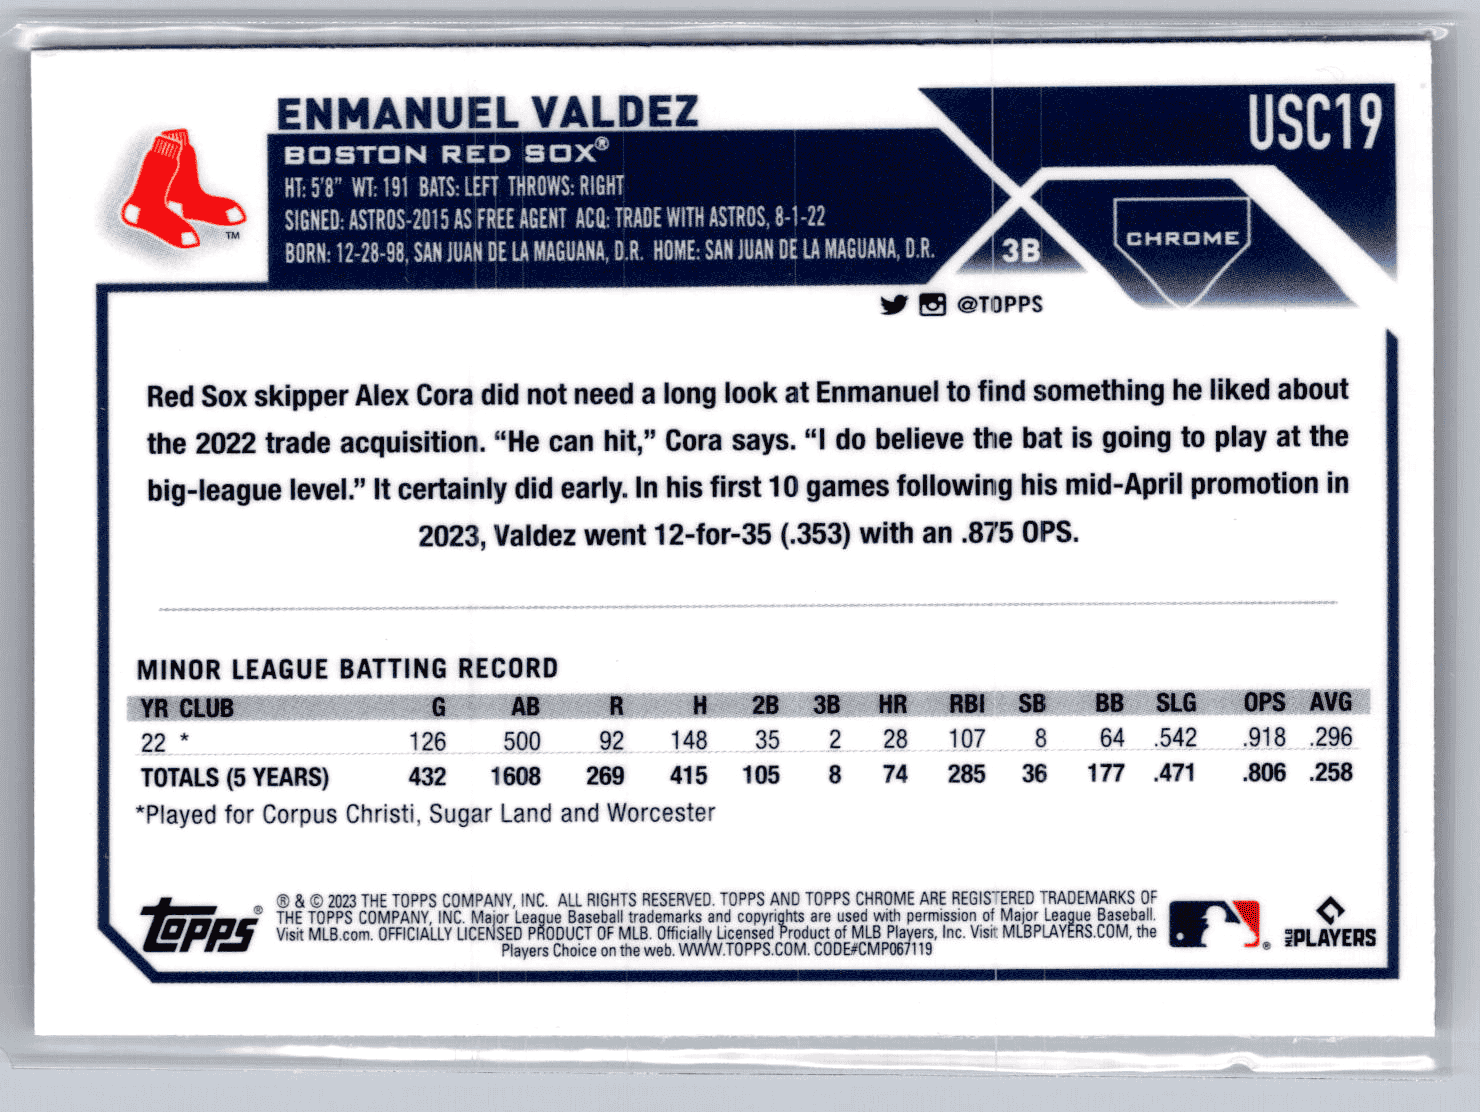 ENMANUEL VALDEZ
USC19
BOSTON RED SOX®
HT: 5'8" WT: 191 BATS: LEFT THROWS: RIGHT
SIGNED: ASTROS-2015 AS FREE AGENT ACQ: TRADE WITH ASTROS, 8-1-22
BORN: 12-28-98, SAN JUAN DE LA MAGUANA, D.R. HOME: SAN JUAN DE LA MAGUANA, D.R.
TM
3B
CHROME
@TOPPS
Red Sox skipper Alex Cora did not need a long look at Enmanuel to find something he liked about
the 2022 trade acquisition. “He can hit,” Cora says. “I do believe the bat is going to play at the
big-league level.” It certainly did early. In his first 10 games following his mid-April promotion in
2023, Valdez went 12-for-35 (.353) with an .875 OPS.
MINOR LEAGUE BATTING RECORD
YR CLUB G AB R H 2B 3B HR RBI SB BB SLG OPS AVG
22 * 126 500 92 148 35 2 28 107 8 64 .542 .918 .296
TOTALS (5 YEARS) 432 1608 269 415 105 8 74 285 36 177 .471 .806 .258
*Played for Corpus Christi, Sugar Land and Worcester
TOPPS®
® & © 2023 THE TOPPS COMPANY, INC. ALL RIGHTS RESERVED. TOPPS AND TOPPS CHROME ARE REGISTERED TRADEMARKS OF
THE TOPPS COMPANY, INC. Major League Baseball trademarks and copyrights are used with permission of Major League Baseball.
Visit MLB.com. OFFICIALLY LICENSED PRODUCT OF MLB. Officially Licensed Product of MLB Players, Inc. Visit MLBPLAYERS.COM, the
Players Choice on the web. WWW.TOPPS.COM. CODE#CMP067119
®
MLB PLAYERS